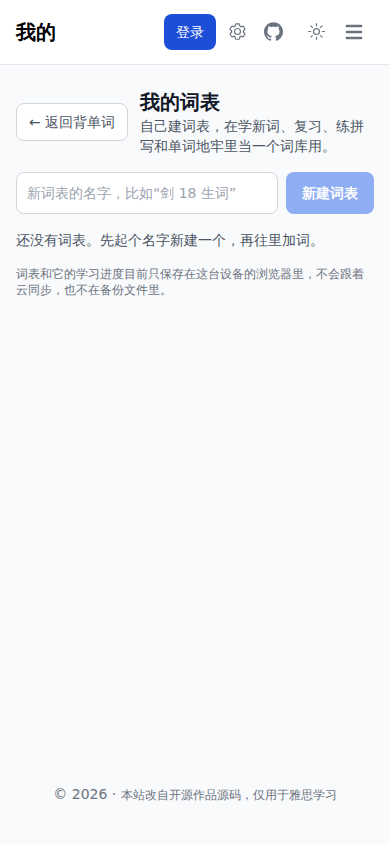 我的
登录
← 返回背单词
我的词表
自己建词表，在学新词、复习、练拼
写和单词地牢里当一个词库用。
新词表的名字，比如“剑 18 生词”
新建词表
还没有词表。先起个名字新建一个，再往里加词。
词表和它的学习进度目前只保存在这台设备的浏览器里，不会跟着
云同步，也不在备份文件里。
© 2026 · 本站改自开源作品源码，仅用于雅思学习